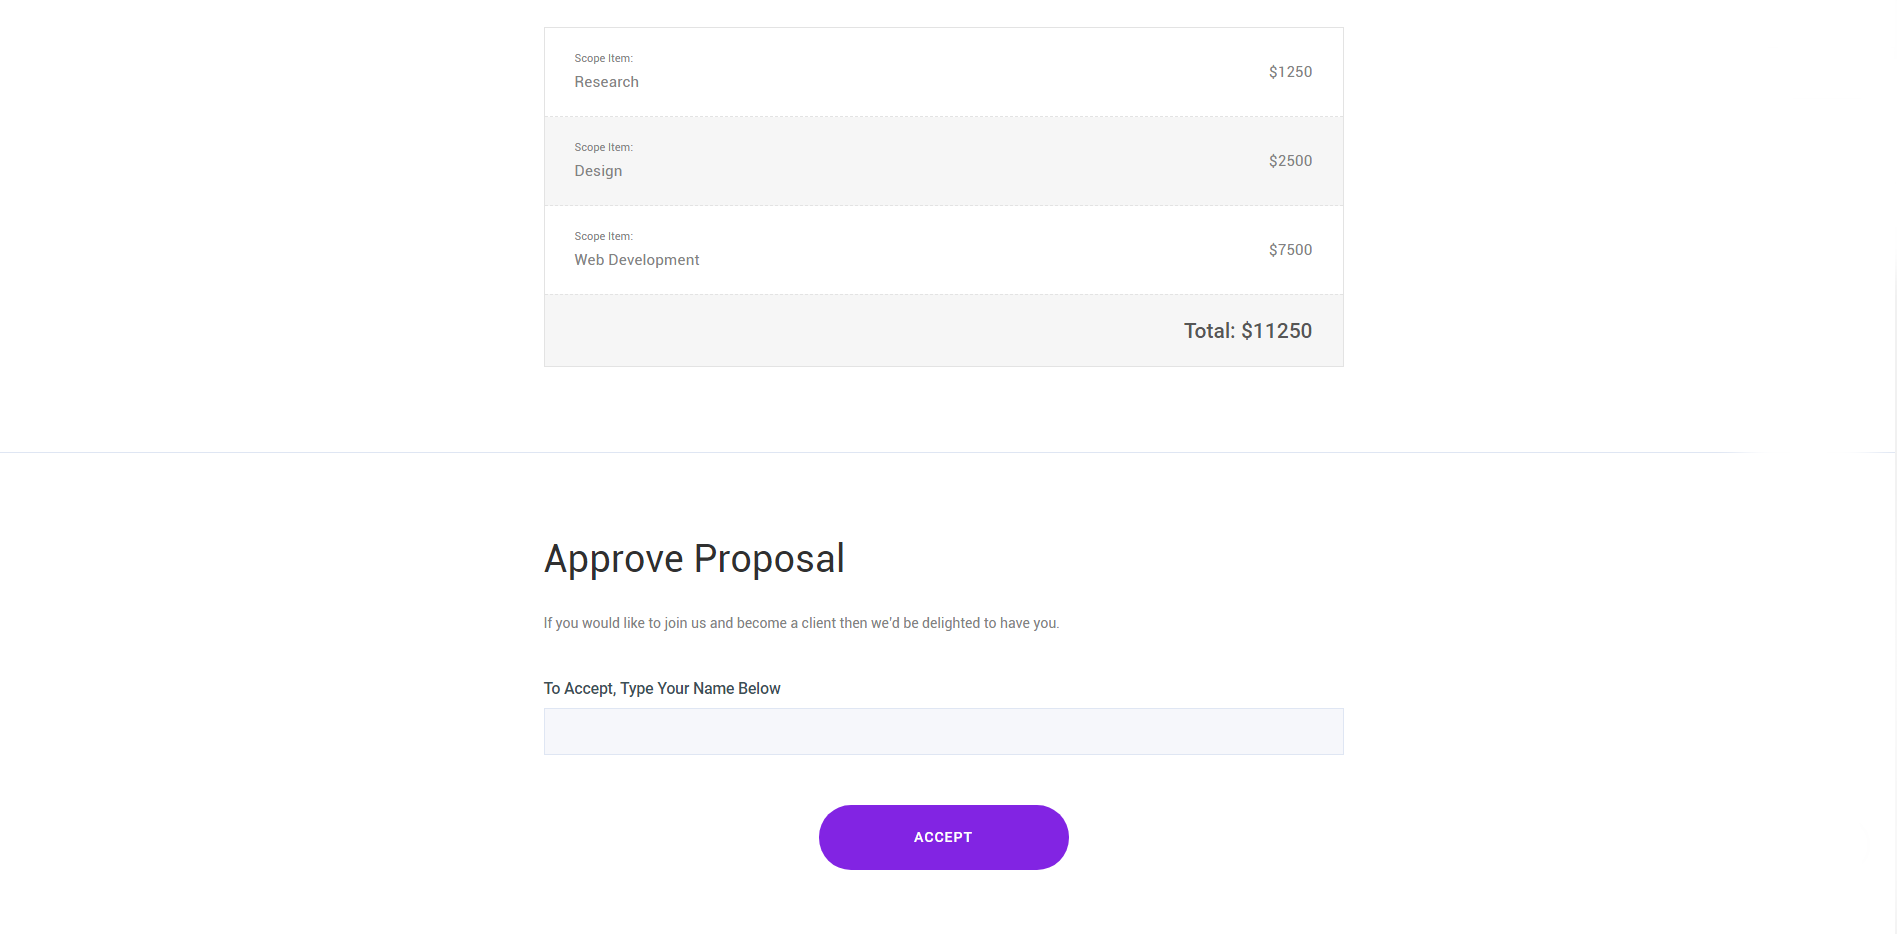 Scope Item:
Research
$1250
Scope Item:
Design
$2500
Scope Item:
Web Development
$7500
Total: $11250
Approve Proposal
If you would like to join us and become a client then we'd be delighted to have you.
To Accept, Type Your Name Below
ACCEPT